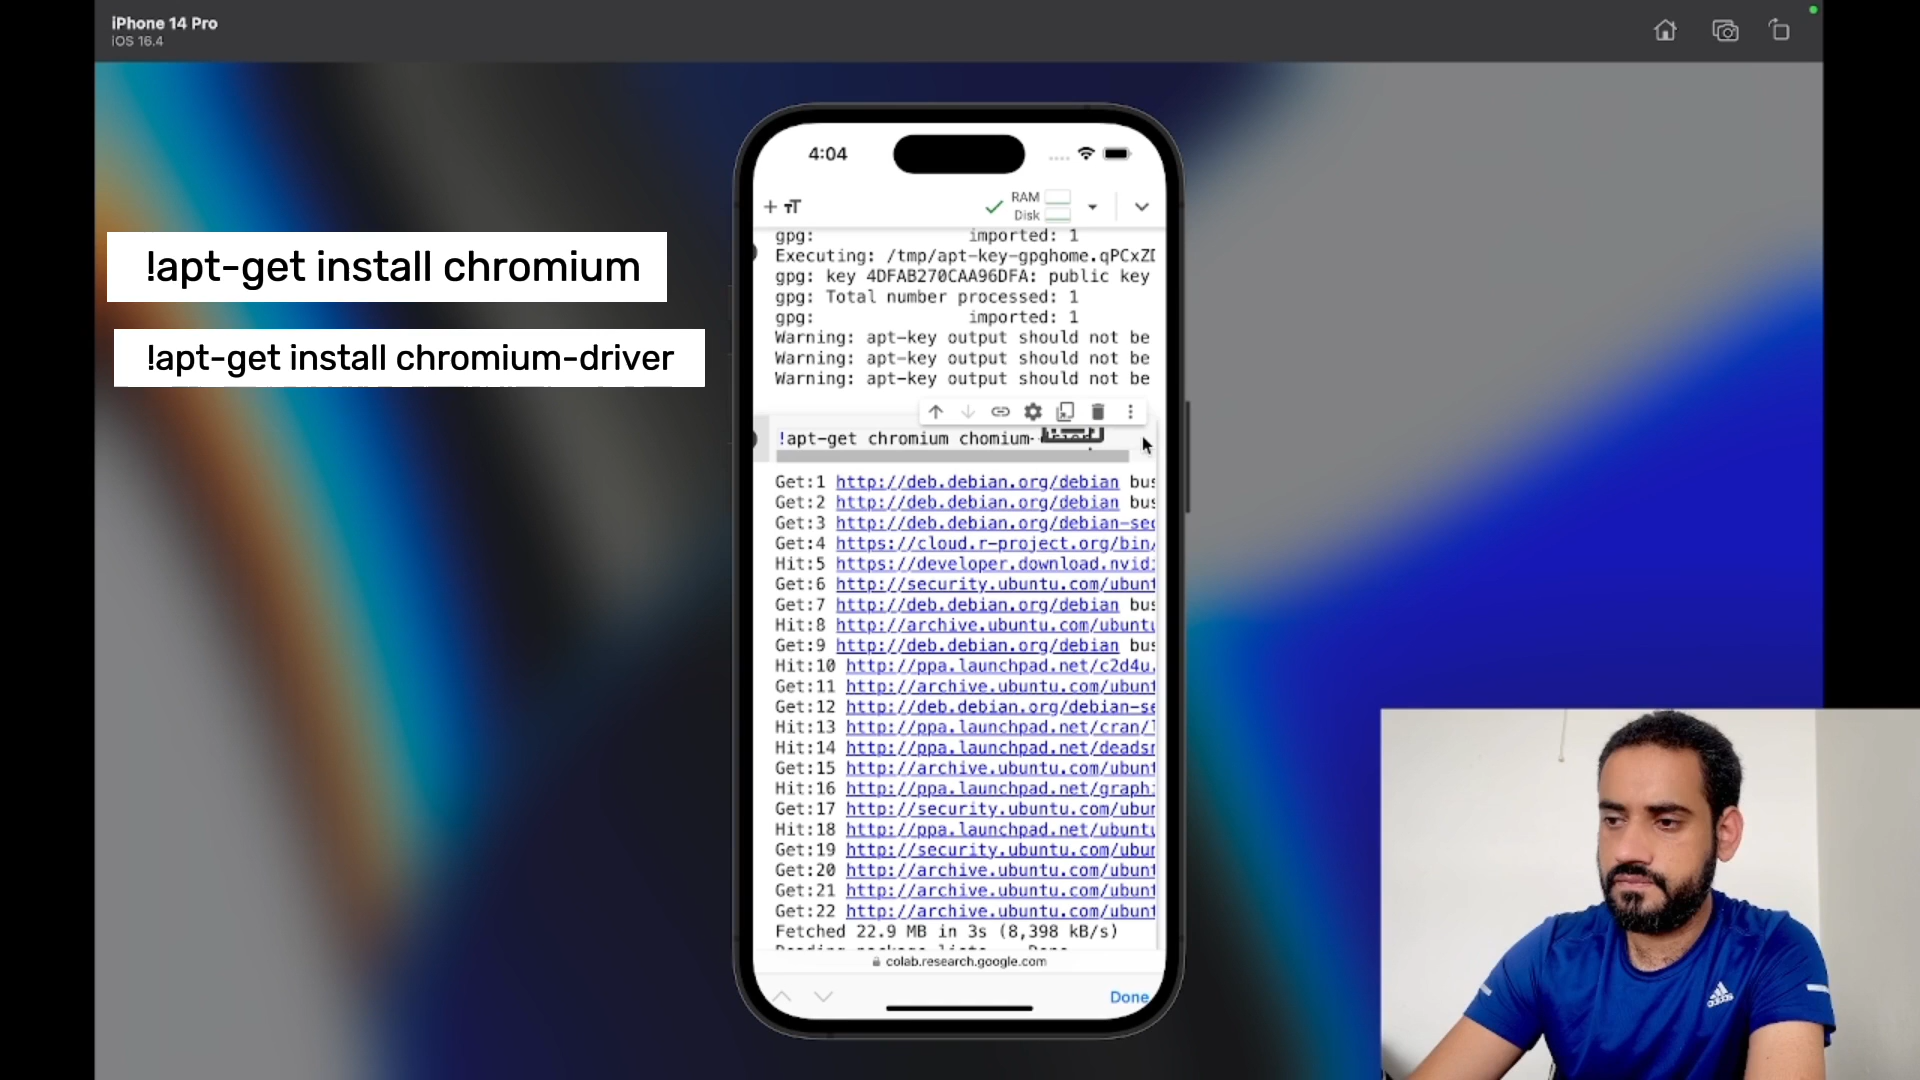 iPhone 14 Pro
iOS 16.4
!apt-get install chromium
!apt-get install chromium-driver
4:04
RAM
Disk
gpg: imported: 1
Executing: /tmp/apt-key-gpghome.qPCxZD
gpg: key 4DFAB270CAA96DFA: public key
gpg: Total number processed: 1
gpg: imported: 1
Warning: apt-key output should not be
Warning: apt-key output should not be
Warning: apt-key output should not be
!apt-get chromium chomium-
Get:1 http://deb.debian.org/debian bus
Get:2 http://deb.debian.org/debian bus
Get:3 http://deb.debian.org/debian-sec
Get:4 https://cloud.r-project.org/bin/
Hit:5 https://developer.download.nvidi
Get:6 http://security.ubuntu.com/ubunt
Get:7 http://deb.debian.org/debian bus
Hit:8 http://archive.ubuntu.com/ubuntu
Get:9 http://deb.debian.org/debian bus
Hit:10 http://ppa.launchpad.net/c2d4u.
Get:11 http://archive.ubuntu.com/ubunt
Get:12 http://deb.debian.org/debian-se
Hit:13 http://ppa.launchpad.net/cran/l
Hit:14 http://ppa.launchpad.net/deadsn
Get:15 http://archive.ubuntu.com/ubunt
Hit:16 http://ppa.launchpad.net/graphi
Get:17 http://security.ubuntu.com/ubun
Hit:18 http://ppa.launchpad.net/ubuntu
Get:19 http://security.ubuntu.com/ubun
Get:20 http://archive.ubuntu.com/ubunt
Get:21 http://archive.ubuntu.com/ubunt
Get:22 http://archive.ubuntu.com/ubunt
Fetched 22.9 MB in 3s (8,398 kB/s)
colab.research.google.com
Done
adidas